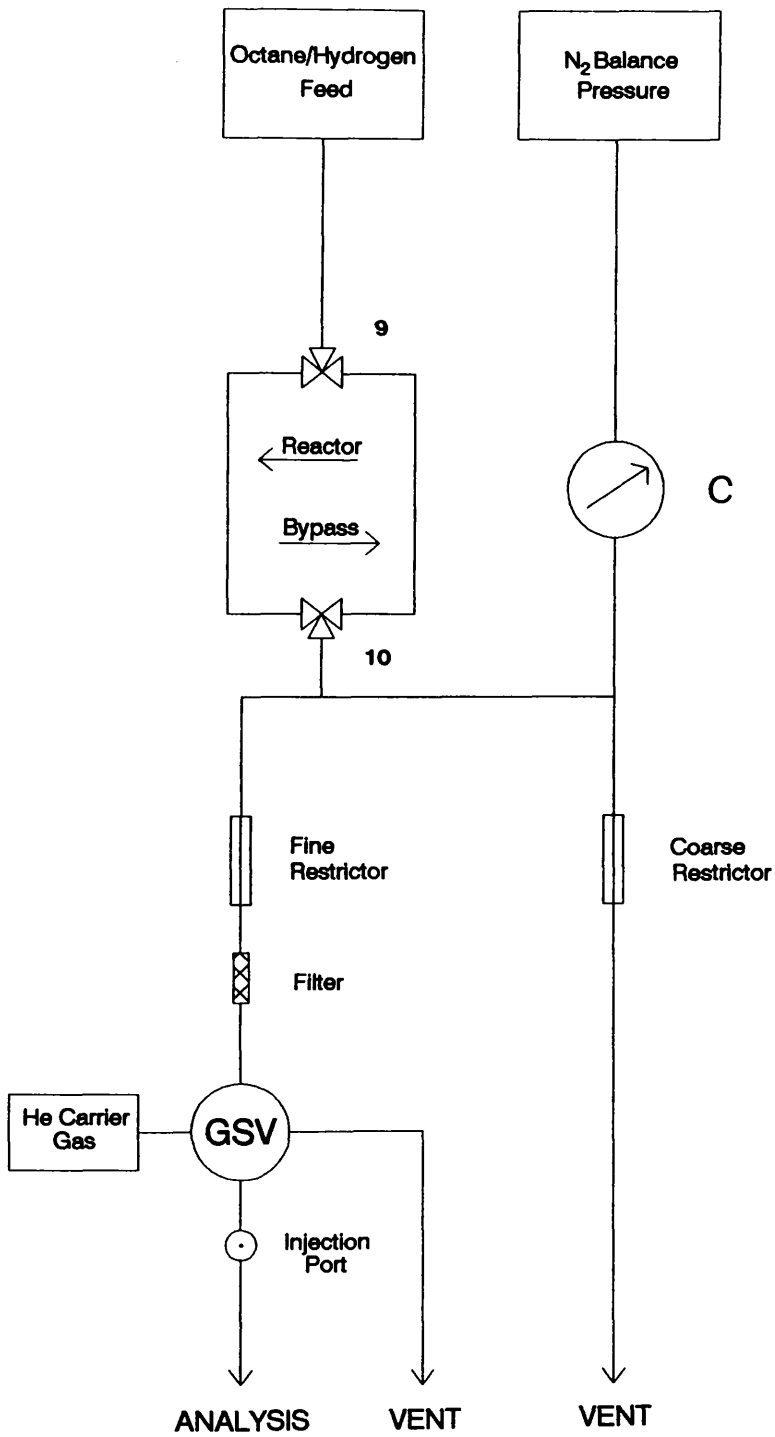 Octane/Hydrogen
Feed
N₂ Balance
Pressure
9
Reactor
Bypass
C
10
Fine
Restrictor
Coarse
Restrictor
Filter
He Carrier
Gas
GSV
Injection
Port
ANALYSIS
VENT
VENT